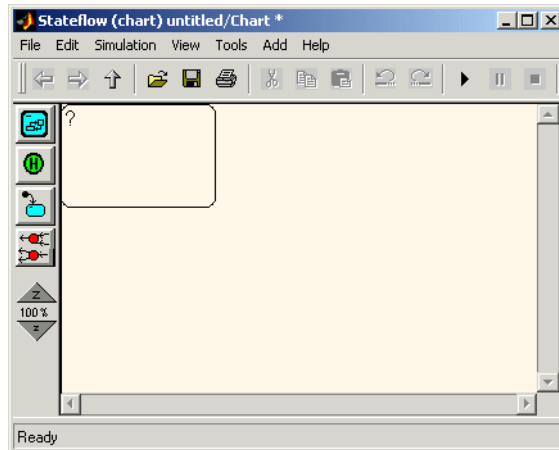 Stateflow (chart) untitled/Chart *
File Edit Simulation View Tools Add Help
?
H
Z
100%
z
Ready